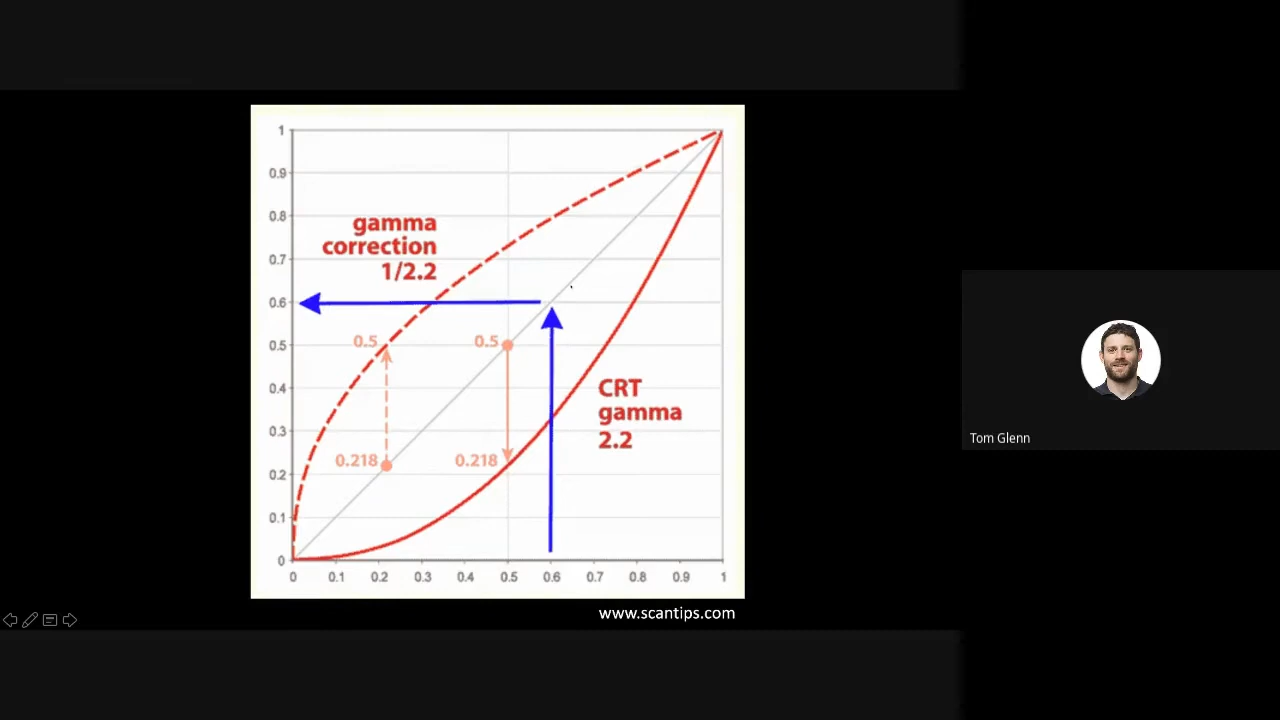 1
0.9
0.8
0.7
0.6
0.5
0.4
0.3
0.2
0.1
0
gamma
correction
1/2.2
0.5
0.5
0.218
0.218
CRT
gamma
2.2
0 0.1 0.2 0.3 0.4 0.5 0.6 0.7 0.8 0.9 1
www.scantips.com
Tom Glenn